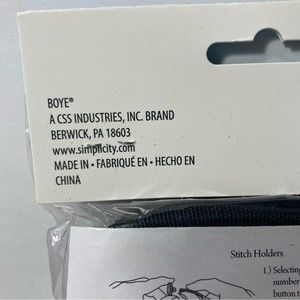 BOYE®
A CSS INDUSTRIES, INC. BRAND
BERWICK, PA 18603
www.simplicity.com
MADE IN • FABRIQUÉ EN • HECHO EN
CHINA
Stitch Holders
1.) Selecting
number
button t